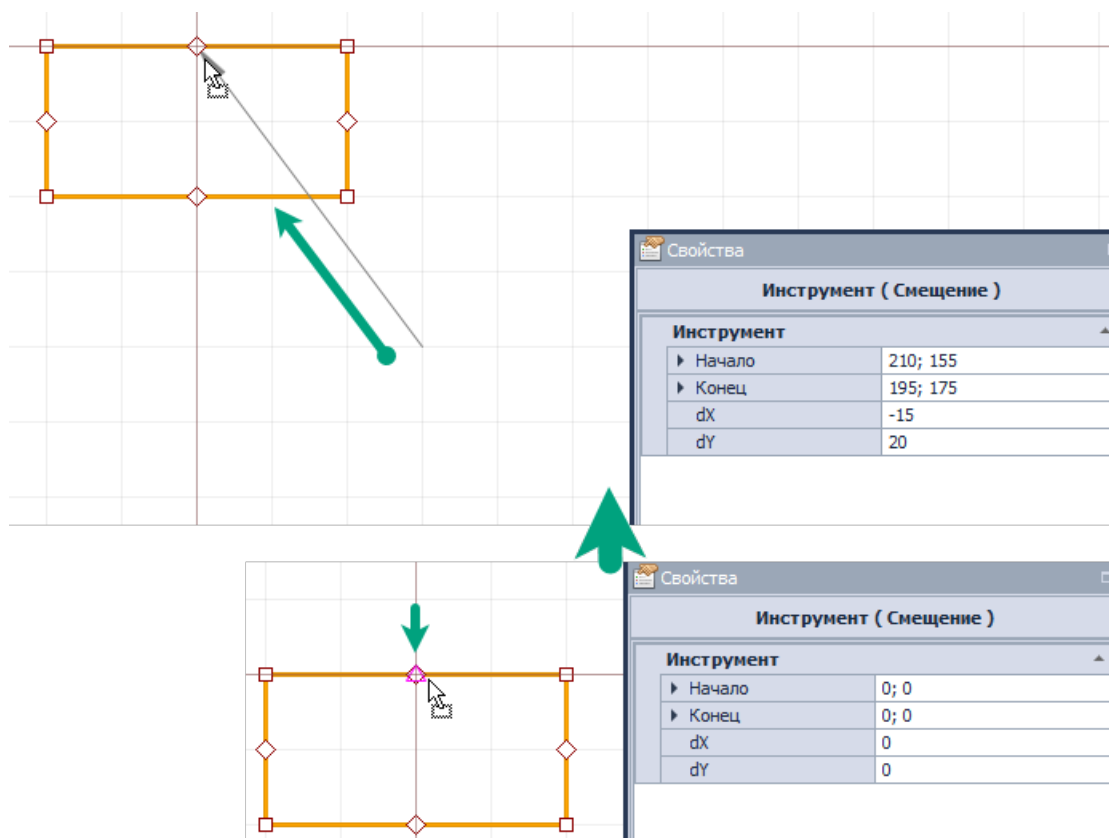 Свойства
Инструмент ( Смещение )
Инструмент
Начало 210; 155
Конец 195; 175
dX -15
dY 20
Свойства
Инструмент ( Смещение )
Инструмент
Начало 0; 0
Конец 0; 0
dX 0
dY 0